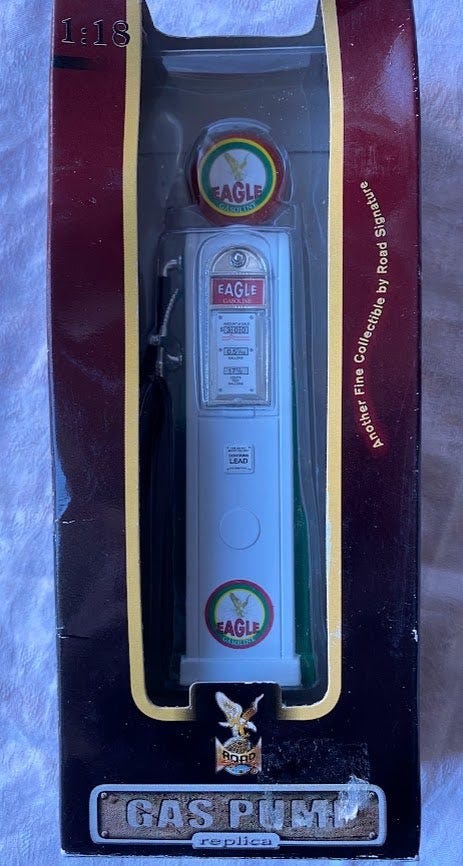 1:18
EAGLE
GASOLINE
Another Fine Collectible by Road Signature
EAGLE
GASOLINE
CONTAINS
LEAD
EAGLE
GASOLINE
ROAD
GAS PUMP
replica